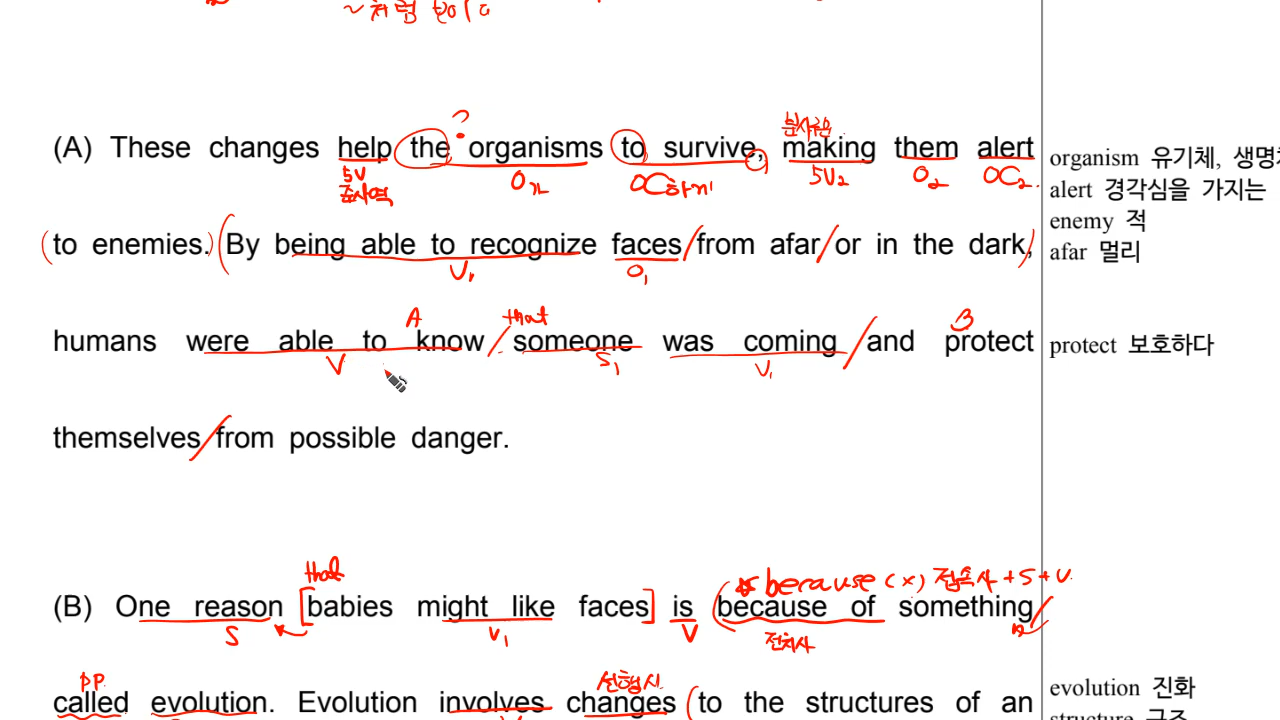 ~처럼 보이다
?
분사구문
(A) These changes help the organisms to survive, making them alert
organism 유기체, 생명
5V O OC하게 5V2 O2 OC2
준사역
alert 경각심을 가지는
enemy 적
to enemies. By being able to recognize faces from afar or in the dark,
afar 멀리
V1 O1
A that B
humans were able to know someone was coming and protect
protect 보호하다
V S1 V1
themselves from possible danger.
that because (x) 접속사+S+V
(B) One reason [babies might like faces] is because of something
S V1 V 전치사
pp. 선행사
evolution 진화
called evolution. Evolution involves changes (to the structures of an
structure 구조